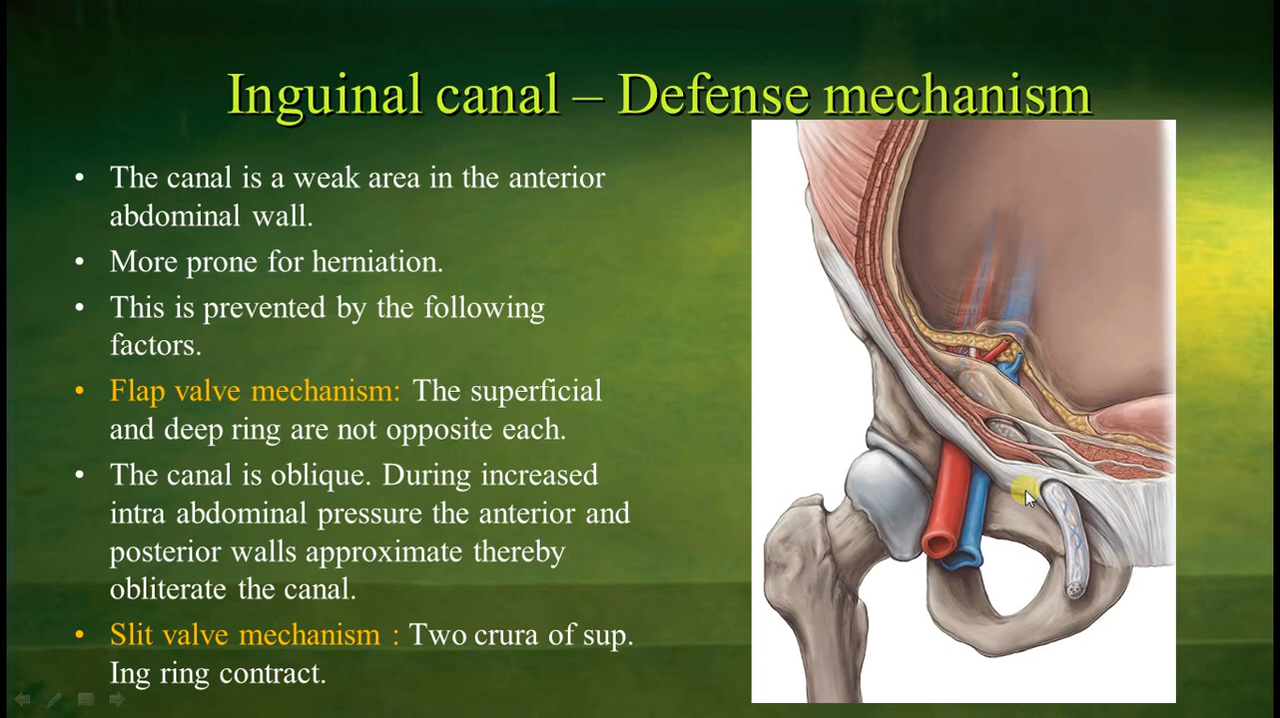 Inguinal canal – Defense mechanism
• The canal is a weak area in the anterior
abdominal wall.
• More prone for herniation.
• This is prevented by the following
factors.
• Flap valve mechanism: The superficial
and deep ring are not opposite each.
• The canal is oblique. During increased
intra abdominal pressure the anterior and
posterior walls approximate thereby
obliterate the canal.
• Slit valve mechanism : Two crura of sup.
Ing ring contract.